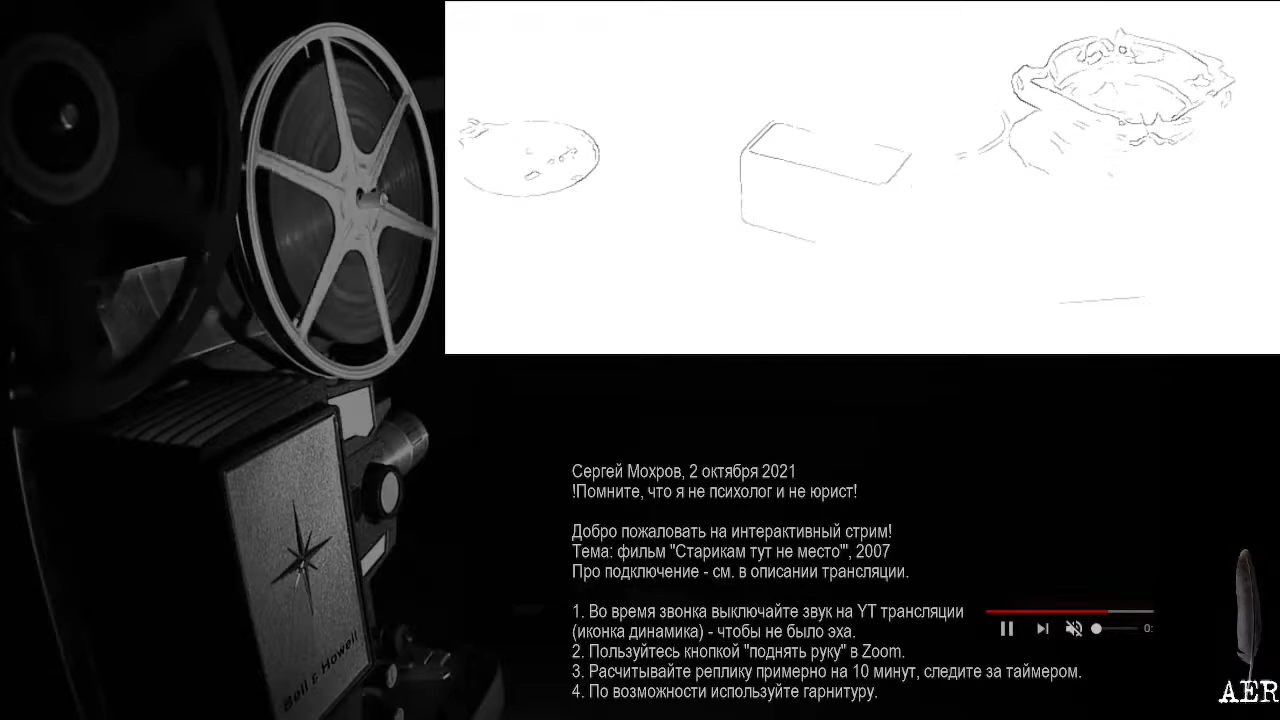 Сергей Мохров, 2 октября 2021
!Помните, что я не психолог и не юрист!
Добро пожаловать на интерактивный стрим!
Тема: фильм "Старикам тут не место'", 2007
Про подключение - см. в описании трансляции.
1. Во время звонка выключайте звук на YT трансляции
(иконка динамика) - чтобы не было эха.
0:
2. Пользуйтесь кнопкой "поднять руку" в Zoom.
3. Расчитывайте реплику примерно на 10 минут, следите за таймером.
4. По возможности используйте гарнитуру.
Bell & Howell
AER